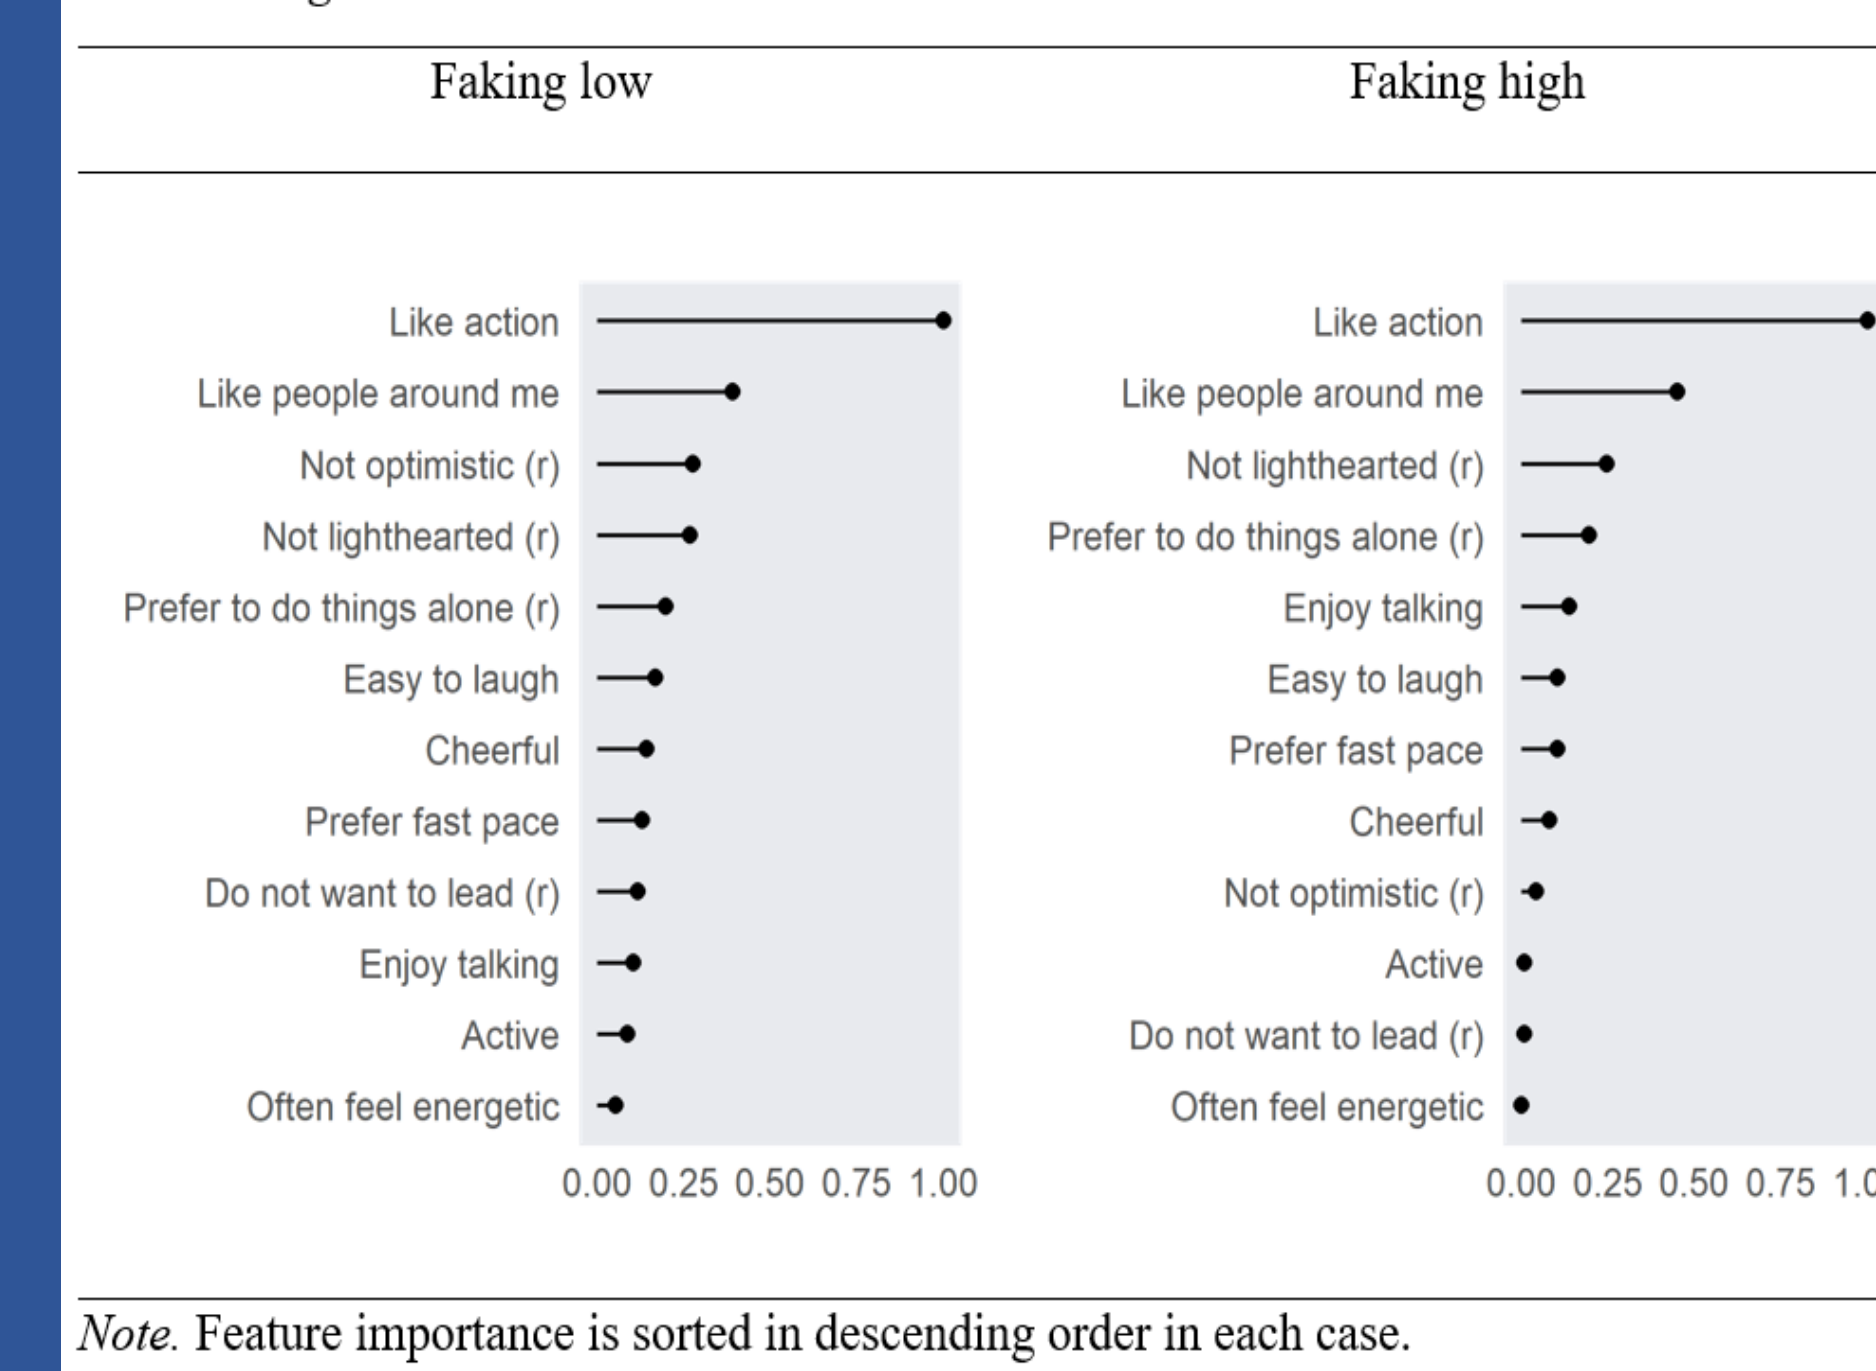 Faking low
Faking high
Like action
Like people around me
Not optimistic (r)
Not lighthearted (r)
Prefer to do things alone (r)
Easy to laugh
Cheerful
Prefer fast pace
Do not want to lead (r)
Enjoy talking
Active
Often feel energetic
0.00 0.25 0.50 0.75 1.00
Like action
Like people around me
Not lighthearted (r)
Prefer to do things alone (r)
Enjoy talking
Easy to laugh
Prefer fast pace
Cheerful
Not optimistic (r)
Active
Do not want to lead (r)
Often feel energetic
0.00 0.25 0.50 0.75 1.0
Note. Feature importance is sorted in descending order in each case.